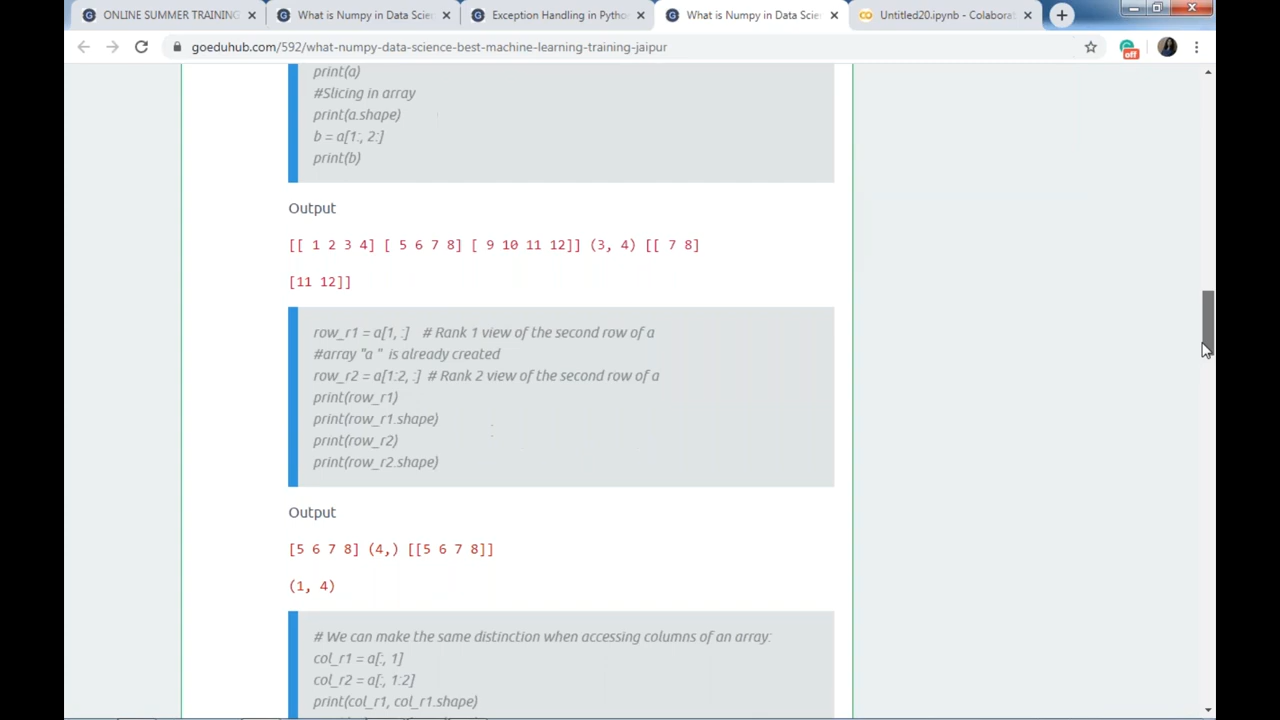 ONLINE SUMMER TRAINING
What is Numpy in Data Scien
Exception Handling in Python
What is Numpy in Data Scien
Untitled20.ipynb - Colaborat
goeduhub.com/592/what-numpy-data-science-best-machine-learning-training-jaipur
off
print(a)
#Slicing in array
print(a.shape)
b = a[1:, 2:]
print(b)
Output
[[ 1 2 3 4] [ 5 6 7 8] [ 9 10 11 12]] (3, 4) [[ 7 8]
[11 12]]
row_r1 = a[1, :] # Rank 1 view of the second row of a
#array "a " is already created
row_r2 = a[1:2, :] # Rank 2 view of the second row of a
print(row_r1)
print(row_r1.shape)
print(row_r2)
print(row_r2.shape)
Output
[5 6 7 8] (4,) [[5 6 7 8]]
(1, 4)
# We can make the same distinction when accessing columns of an array:
col_r1 = a[:, 1]
col_r2 = a[:, 1:2]
print(col_r1, col_r1.shape)